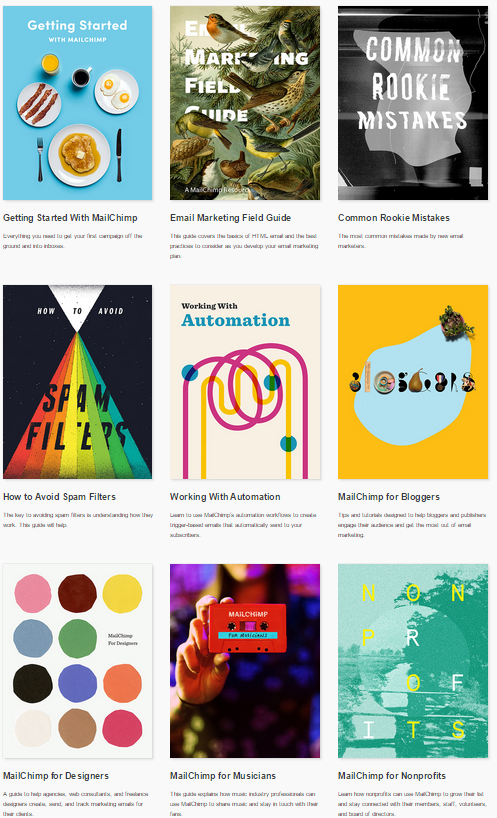 Getting Started
WITH MAILCHIMP
Email
Marketing
Field
Guide
A MailChimp Resource
COMMON
ROOKIE
MISTAKES
Getting Started With MailChimp
Everything you need to get your first campaign off the
ground and into inboxes.
Email Marketing Field Guide
This guide covers the basics of HTML email and the best
practices to consider as you develop your email marketing
plan.
Common Rookie Mistakes
The most common mistakes made by new email
marketers.
HOW TO AVOID
SPAM
FILTERS
Working With
Automation
BLOGGERS
How to Avoid Spam Filters
The key to avoiding spam filters is understanding how they
work. This guide will help.
Working With Automation
Learn to use MailChimp's automation workflows to create
trigger-based emails that automatically send to your
subscribers.
MailChimp for Bloggers
Tips and tutorials designed to help bloggers and publishers
engage their audience and get the most out of email
marketing.
MailChimp
For Designers
MAILCHIMP
FOR MUSICIANS
N O N
P R
O F
I T S
MailChimp for Designers
A guide to help agencies, web consultants, and freelance
designers create, send, and track marketing emails for
their clients.
MailChimp for Musicians
This guide explains how music industry professionals can
use MailChimp to share music and stay in touch with their
fans.
MailChimp for Nonprofits
Learn how nonprofits can use MailChimp to grow their list
and stay connected with their members, staff, volunteers,
and board of directors.